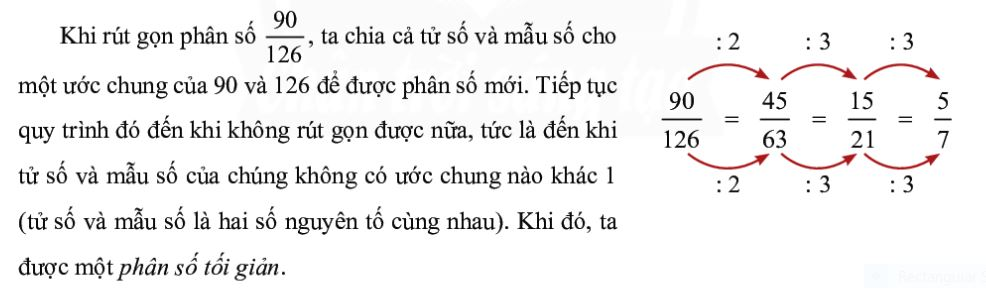 Khi rút gọn phân số 90/126, ta chia cả tử số và mẫu số cho
một ước chung của 90 và 126 để được phân số mới. Tiếp tục
quy trình đó đến khi không rút gọn được nữa, tức là đến khi
tử số và mẫu số của chúng không có ước chung nào khác 1
(tử số và mẫu số là hai số nguyên tố cùng nhau). Khi đó, ta
được một phân số tối giản.
: 2 : 3 : 3
90/126 = 45/63 = 15/21 = 5/7
: 2 : 3 : 3